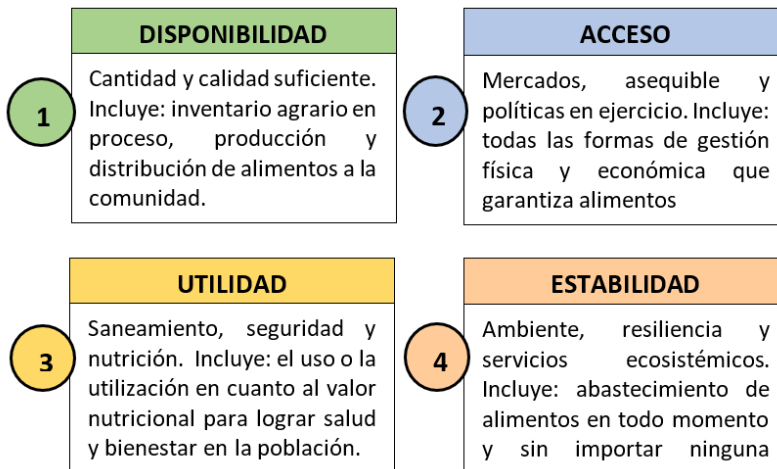 DISPONIBILIDAD
1
Cantidad y calidad suficiente.
Incluye: inventario agrario en
proceso, producción y
distribución de alimentos a la
comunidad.
ACCESO
2
Mercados, asequible y
políticas en ejercicio. Incluye:
todas las formas de gestión
física y económica que
garantiza alimentos
UTILIDAD
3
Saneamiento, seguridad y
nutrición. Incluye: el uso o la
utilización en cuanto al valor
nutricional para lograr salud
y bienestar en la población.
ESTABILIDAD
4
Ambiente, resiliencia y
servicios ecosistémicos.
Incluye: abastecimiento de
alimentos en todo momento
y sin importar ninguna